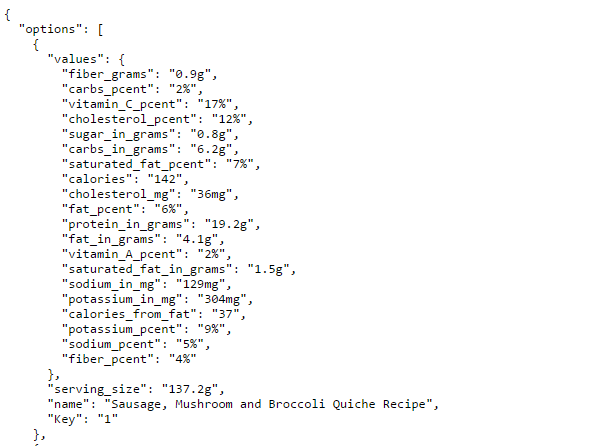 {
  "options": [
    {
      "values": {
        "fiber_grams": "0.9g",
        "carbs_pcent": "2%",
        "vitamin_C_pcent": "17%",
        "cholesterol_pcent": "12%",
        "sugar_in_grams": "0.8g",
        "carbs_in_grams": "6.2g",
        "saturated_fat_pcent": "7%",
        "calories": "142",
        "cholesterol_mg": "36mg",
        "fat_pcent": "6%",
        "protein_in_grams": "19.2g",
        "fat_in_grams": "4.1g",
        "vitamin_A_pcent": "2%",
        "saturated_fat_in_grams": "1.5g",
        "sodium_in_mg": "129mg",
        "potassium_in_mg": "304mg",
        "calories_from_fat": "37",
        "potassium_pcent": "9%",
        "sodium_pcent": "5%",
        "fiber_pcent": "4%"
      },
      "serving_size": "137.2g",
      "name": "Sausage, Mushroom and Broccoli Quiche Recipe",
      "Key": "1"
    },